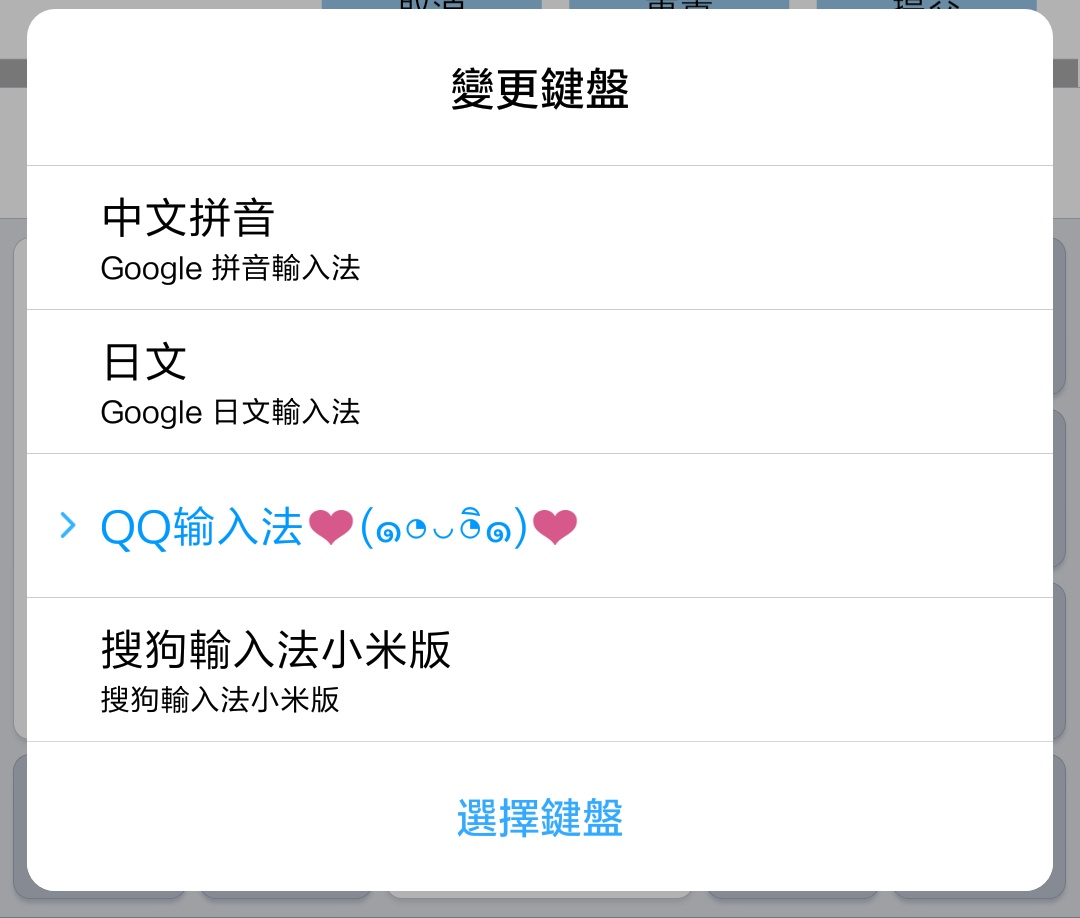 變更鍵盤
中文拼音
Google 拼音輸入法
日文
Google 日文輸入法
QQ输入法❤(๑◔◡◔ิ๑)❤
搜狗輸入法小米版
搜狗輸入法小米版
選擇鍵盤